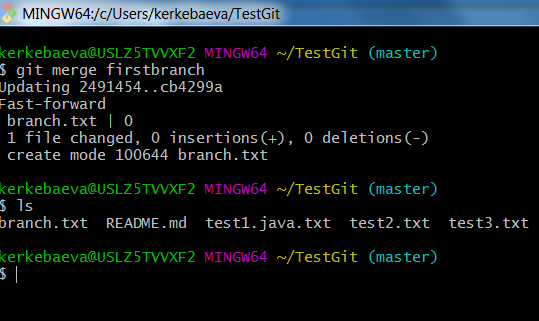 MINGW64:/c/Users/kerkebaeva/TestGit
kerkebaeva@USLZ5TVVXF2 MINGW64 ~/TestGit (master)
$ git merge firstbranch
Updating 2491454..cb4299a
Fast-forward
branch.txt | 0
1 file changed, 0 insertions(+), 0 deletions(-)
create mode 100644 branch.txt
kerkebaeva@USLZ5TVVXF2 MINGW64 ~/TestGit (master)
$ ls
branch.txt README.md test1.java.txt test2.txt test3.txt
kerkebaeva@USLZ5TVVXF2 MINGW64 ~/TestGit (master)
$